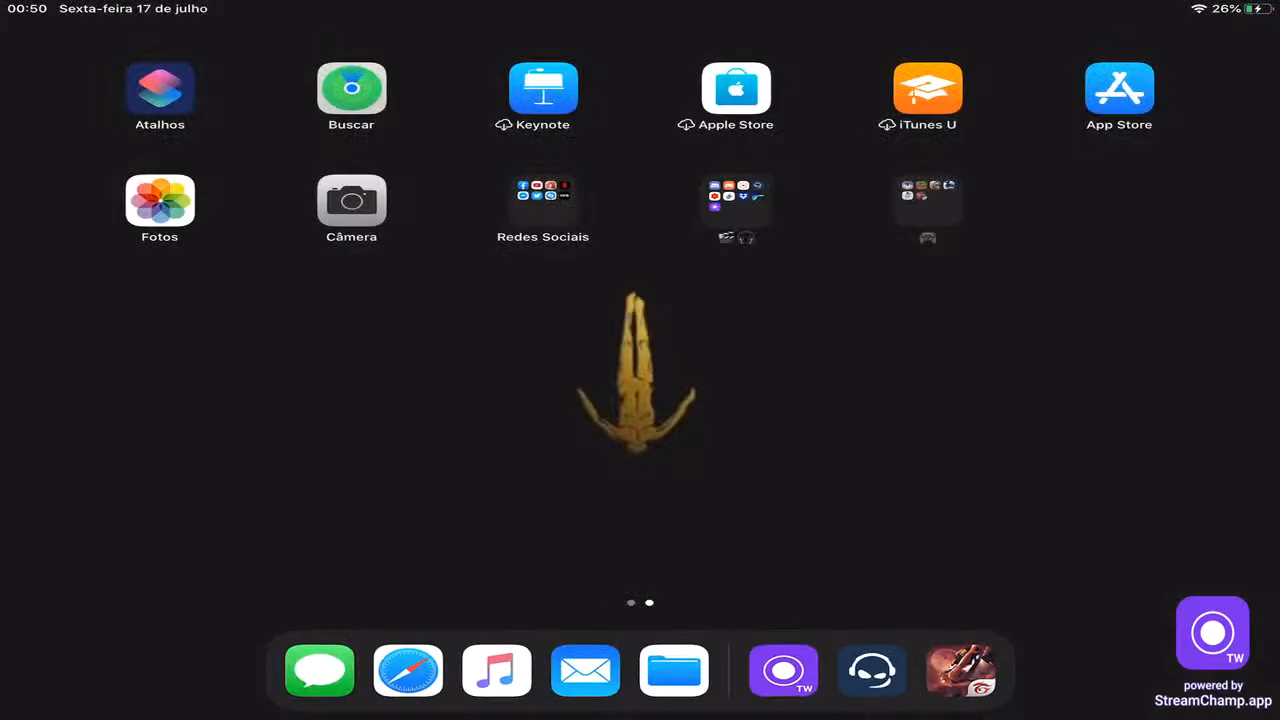 00:50 Sexta-feira 17 de julho
26%
Atalhos
Buscar
Keynote
Apple Store
iTunes U
App Store
Fotos
Câmera
Redes Sociais
TW
TW
powered by
StreamChamp.app